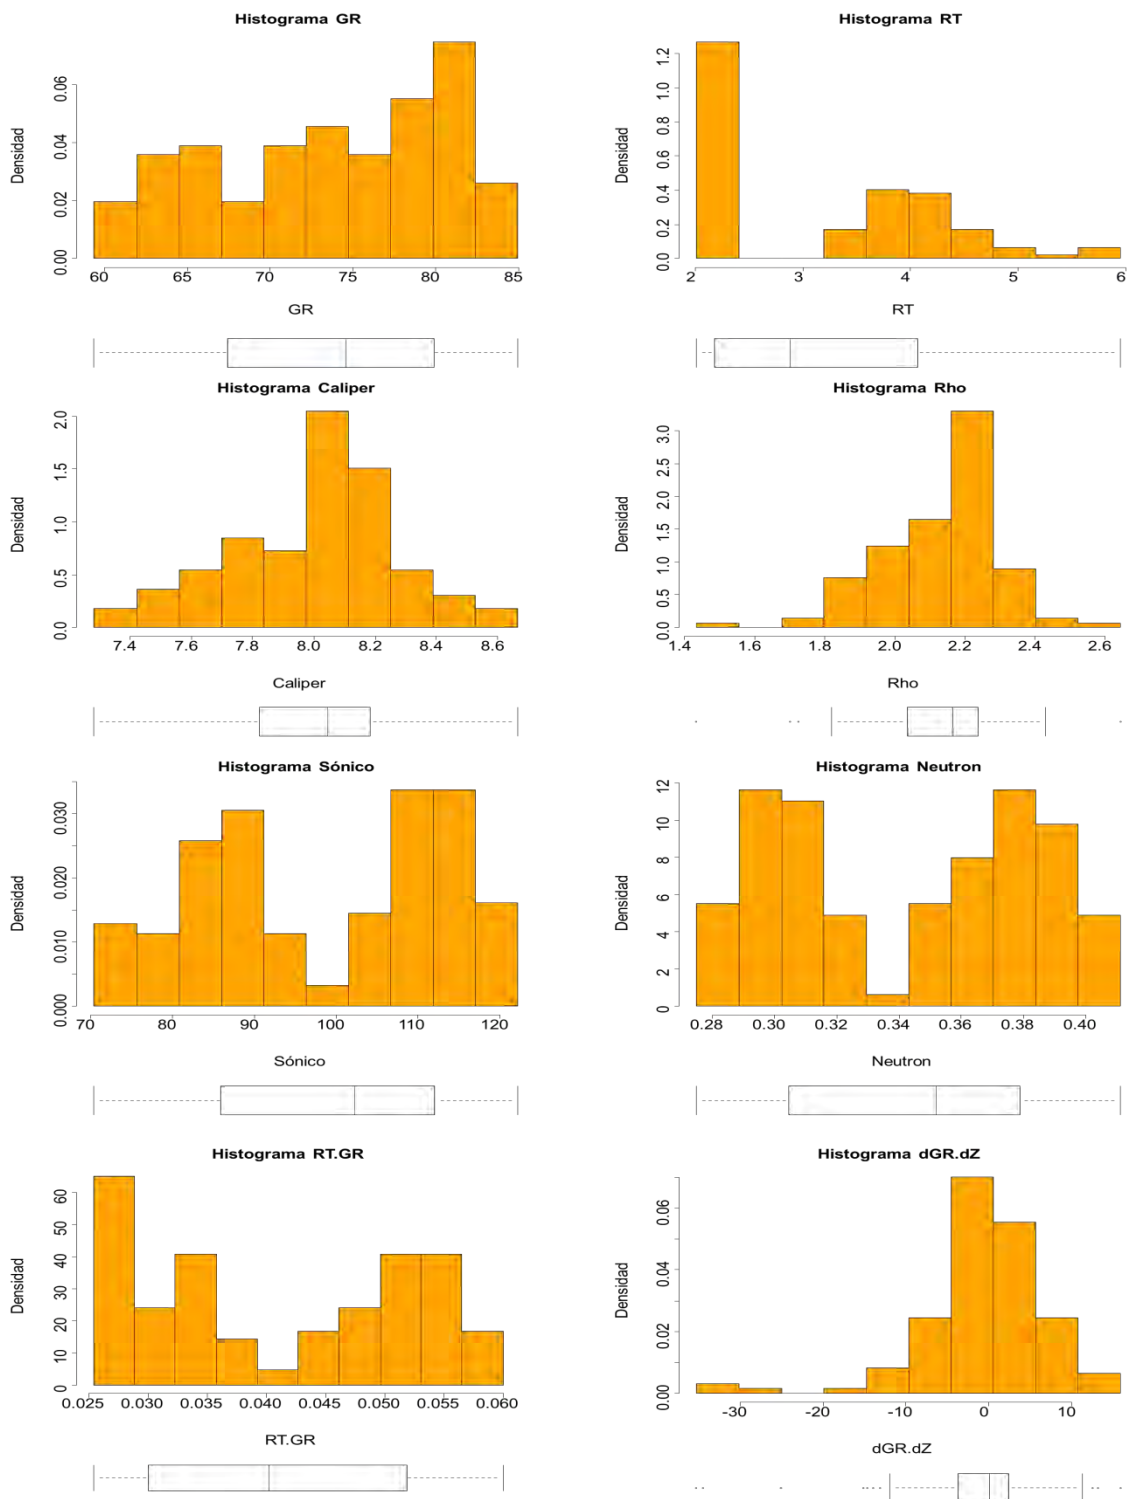 Histograma GR
Densidad
0.00 0.02 0.04 0.06
60 65 70 75 80 85
GR
Histograma RT
Densidad
0.0 0.2 0.4 0.6 0.8 1.0 1.2
2 3 4 5 6
RT
Histograma Caliper
Densidad
0.0 0.5 1.0 1.5 2.0
7.4 7.6 7.8 8.0 8.2 8.4 8.6
Caliper
Histograma Rho
Densidad
0.0 0.5 1.0 1.5 2.0 2.5 3.0
1.4 1.6 1.8 2.0 2.2 2.4 2.6
Rho
Histograma Sónico
Densidad
0.000 0.010 0.020 0.030
70 80 90 100 110 120
Sónico
Histograma Neutron
Densidad
0 2 4 6 8 10 12
0.28 0.30 0.32 0.34 0.36 0.38 0.40
Neutron
Histograma RT.GR
Densidad
0 10 20 30 40 50 60
0.025 0.030 0.035 0.040 0.045 0.050 0.055 0.060
RT.GR
Histograma dGR.dZ
Densidad
0.00 0.02 0.04 0.06
-30 -20 -10 0 10
dGR.dZ